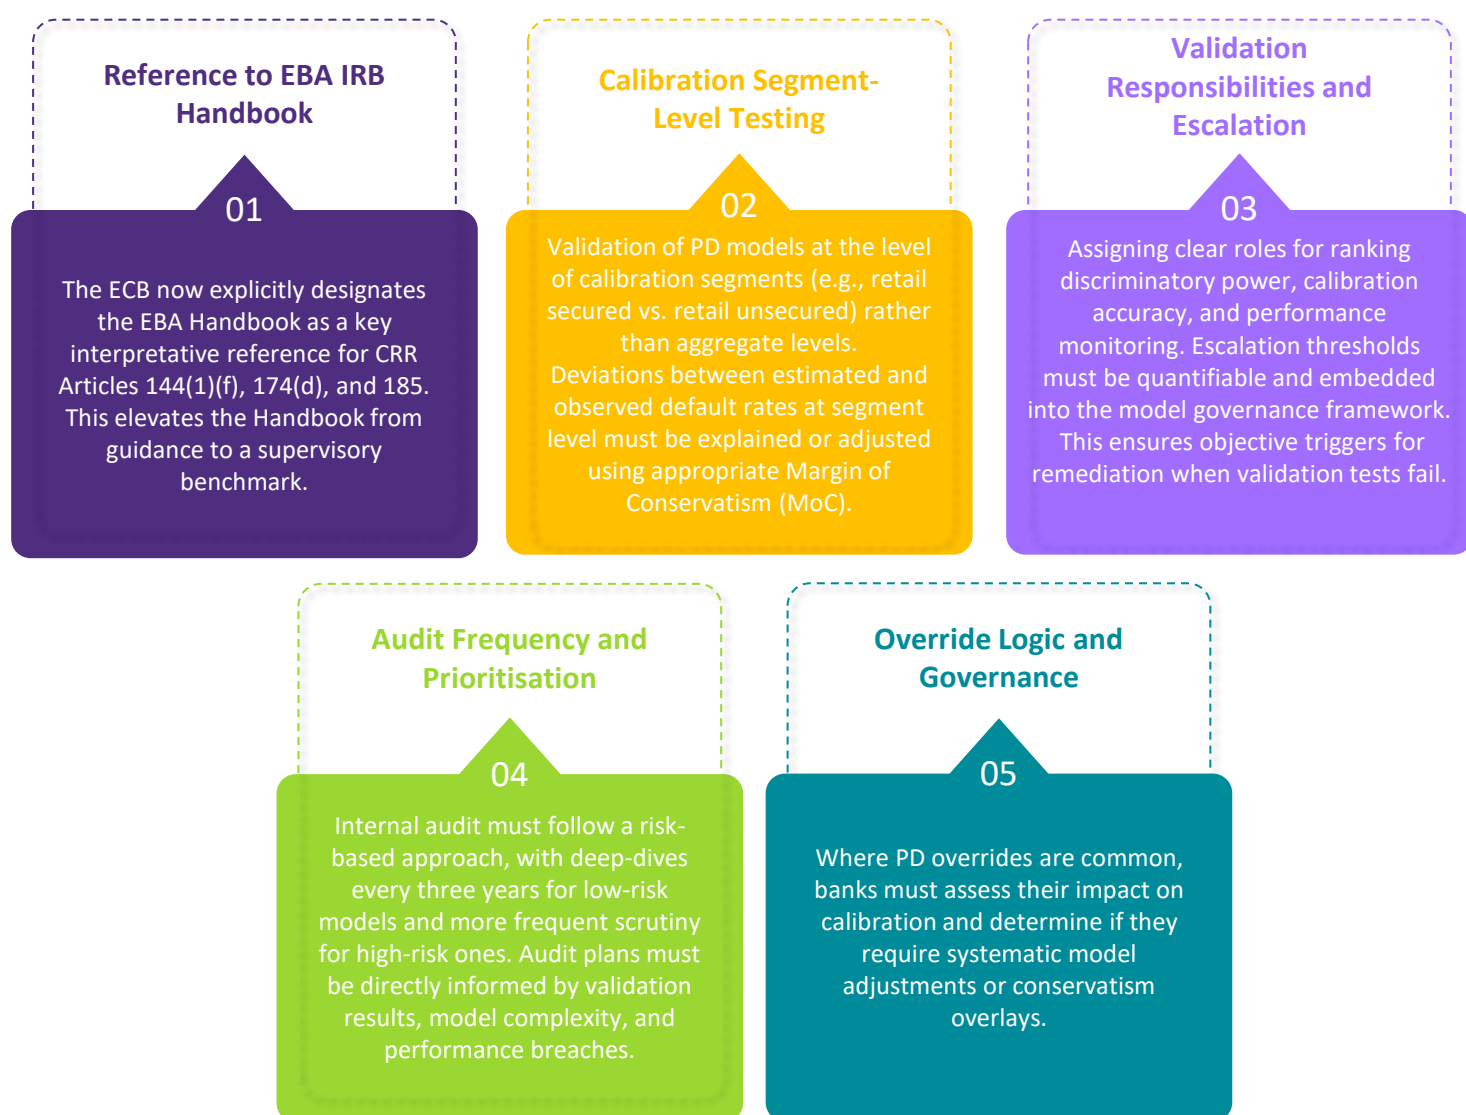 Reference to EBA IRB
Handbook
01
The ECB now explicitly designates
the EBA Handbook as a key
interpretative reference for CRR
Articles 144(1)(f), 174(d), and 185.
This elevates the Handbook from
guidance to a supervisory
benchmark.
Calibration Segment-
Level Testing
02
Validation of PD models at the level
of calibration segments (e.g., retail
secured vs. retail unsecured) rather
than aggregate levels.
Deviations between estimated and
observed default rates at segment
level must be explained or adjusted
using appropriate Margin of
Conservatism (MoC).
Validation
Responsibilities and
Escalation
03
Assigning clear roles for ranking
discriminatory power, calibration
accuracy, and performance
monitoring. Escalation thresholds
must be quantifiable and embedded
into the model governance framework.
This ensures objective triggers for
remediation when validation tests fail.
Audit Frequency and
Prioritisation
04
Internal audit must follow a risk-
based approach, with deep-dives
every three years for low-risk
models and more frequent scrutiny
for high-risk ones. Audit plans must
be directly informed by validation
results, model complexity, and
performance breaches.
Override Logic and
Governance
05
Where PD overrides are common,
banks must assess their impact on
calibration and determine if they
require systematic model
adjustments or conservatism
overlays.